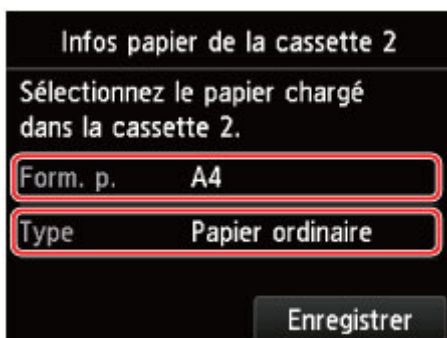 Infos papier de la cassette 2
Sélectionnez le papier chargé
dans la cassette 2.
Form. p. A4
Type Papier ordinaire
Enregistrer